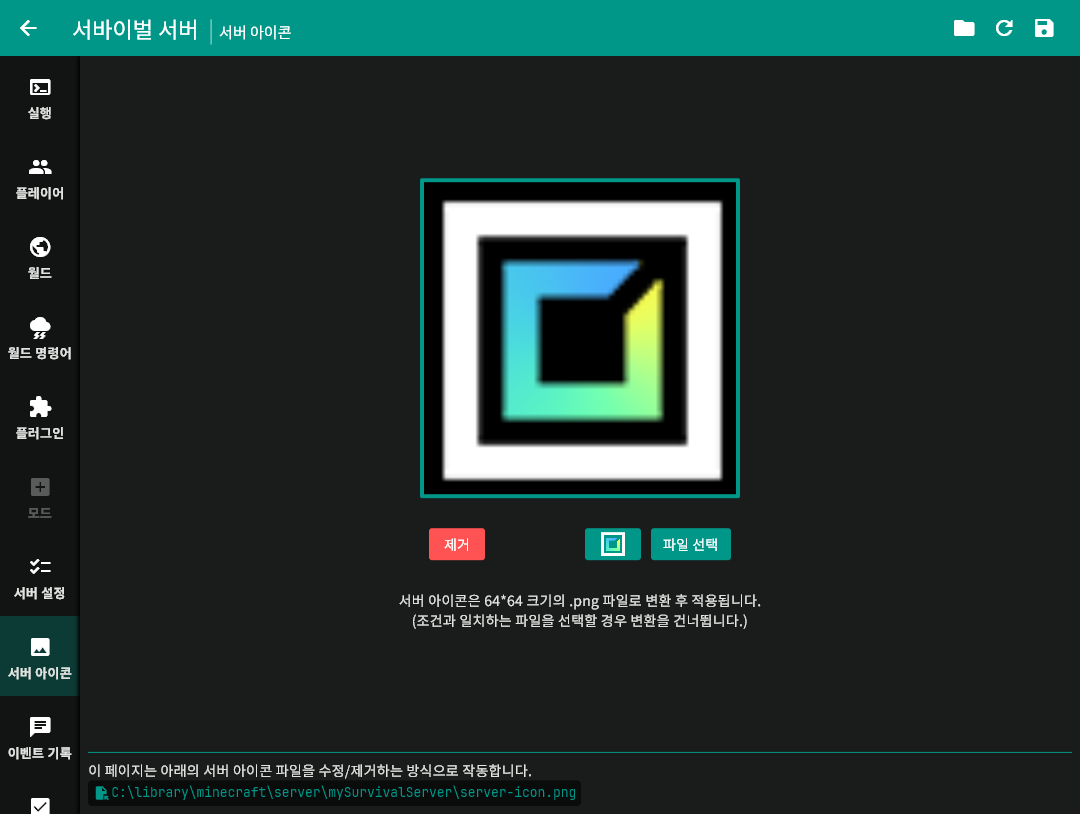 서바이벌 서버
서버 아이콘
실행
플레이어
월드
월드 명령어
플러그인
모드
서버 설정
서버 아이콘
이벤트 기록
제거
파일 선택
서버 아이콘은 64*64 크기의 .png 파일로 변환 후 적용됩니다.
(조건과 일치하는 파일을 선택할 경우 변환을 건너뜁니다.)
이 페이지는 아래의 서버 아이콘 파일을 수정/제거하는 방식으로 작동합니다.
C:\library\minecraft\server\mySurvivalServer\server-icon.png